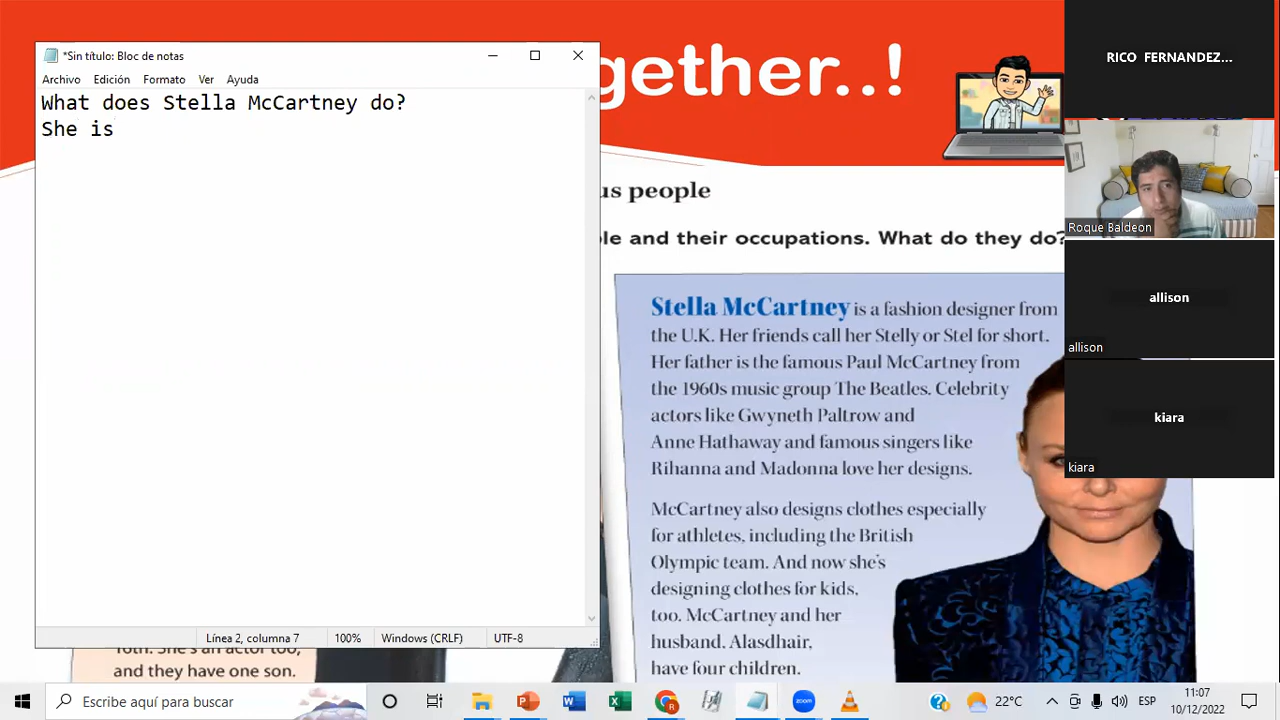 *Sin título: Bloc de notas
Archivo Edición Formato Ver Ayuda
What does Stella McCartney do?
She is
Línea 2, columna 7 100% Windows (CRLF) UTF-8
gether..!
us people
le and their occupations. What do they do?
Stella McCartney is a fashion designer from
the U.K. Her friends call her Stelly or Stel for short.
Her father is the famous Paul McCartney from
the 1960s music group The Beatles. Celebrity
actors like Gwyneth Paltrow and
Anne Hathaway and famous singers like
Rihanna and Madonna love her designs.
McCartney also designs clothes especially
for athletes, including the British
Olympic team. And now she's
designing clothes for kids,
too. McCartney and her
husband, Alasdhair,
have four children.
Toth. She's an actor too,
and they have one son.
RICO FERNANDEZ...
Roque Baldeon
allison
allison
kiara
kiara
Escribe aquí para buscar
zoom
22°C
ESP
11:07
10/12/2022